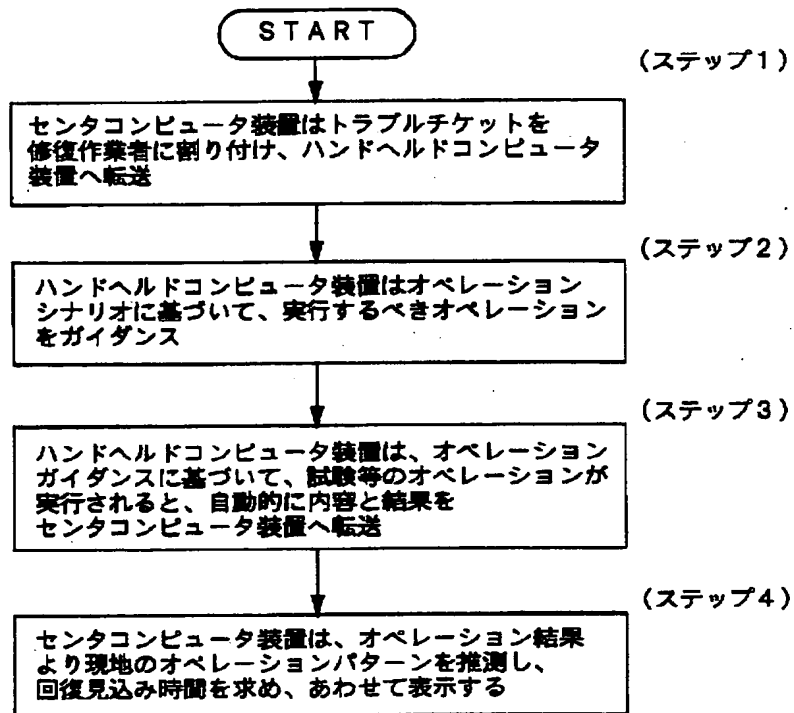 START
(ステップ1)
センタコンピュータ装置はトラブルチケットを
修復作業者に割り付け、ハンドヘルドコンピュータ
装置へ転送
(ステップ2)
ハンドヘルドコンピュータ装置はオペレーション
シナリオに基づいて、実行するべきオペレーション
をガイダンス
(ステップ3)
ハンドヘルドコンピュータ装置は、オペレーション
ガイダンスに基づいて、試験等のオペレーションが
実行されると、自動的に内容と結果を
センタコンピュータ装置へ転送
(ステップ4)
センタコンピュータ装置は、オペレーション結果
より現地のオペレーションパターンを推測し、
回復見込み時間を求め、あわせて表示する